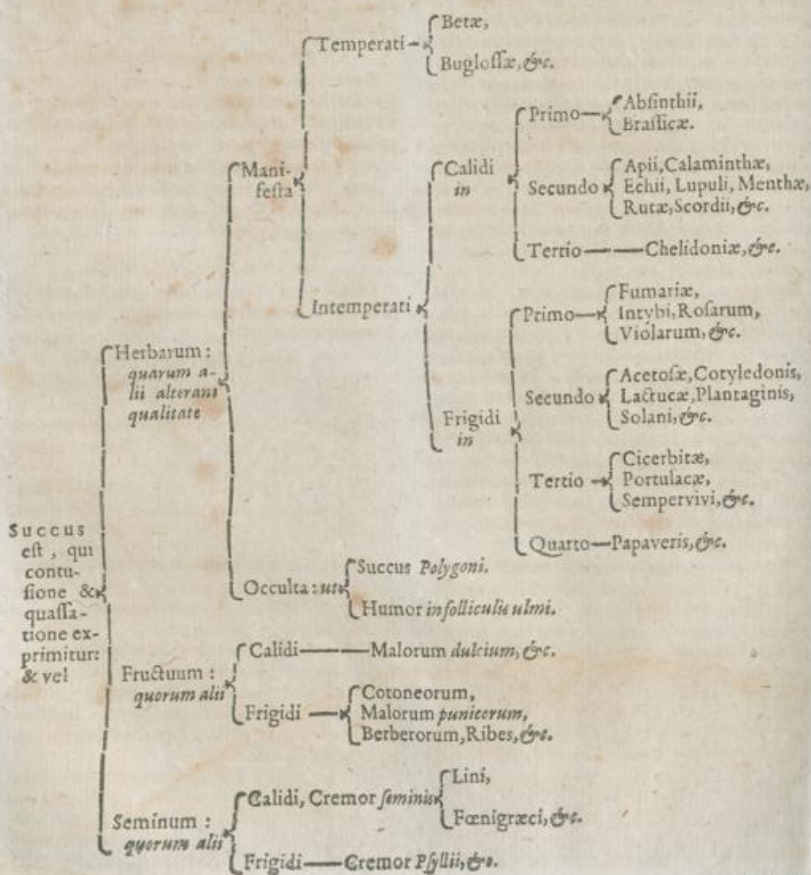 Succus
est, qui
contu-
sione &
quassa-
tione ex-
primitur:
& vel
Herbarum:
quarum a-
lii alterant
qualitate
Mani-
festa
Temperati
Betæ,
Buglossæ, &c.
Intemperati
Calidi
in
Primo
Absinthii,
Brassicæ.
Secundo
Apii, Calaminthæ,
Echii, Lupuli, Menthæ,
Rutæ, Scordii, &c.
Tertio
Chelidoniæ, &c.
Frigidi
in
Primo
Fumariæ,
Intybi, Rosarum,
Violarum, &c.
Secundo
Acetosæ, Cotyledonis,
Lactucæ, Plantaginis,
Solani, &c.
Tertio
Cicerbitæ,
Portulacæ,
Sempervivi, &c.
Quarto
Papaveris, &c.
Occulta: ut
Succus Polygoni.
Humor in folliculis ulmi.
Fructuum:
quorum alii
Calidi
Malorum dulcium, &c.
Frigidi
Cotoneorum,
Malorum punicorum,
Berberorum, Ribes, &c.
Seminum:
quorum alii
Calidi, Cremor seminis
Lini,
Fœnigræci, &c.
Frigidi
Cremor Psyllii, &c.